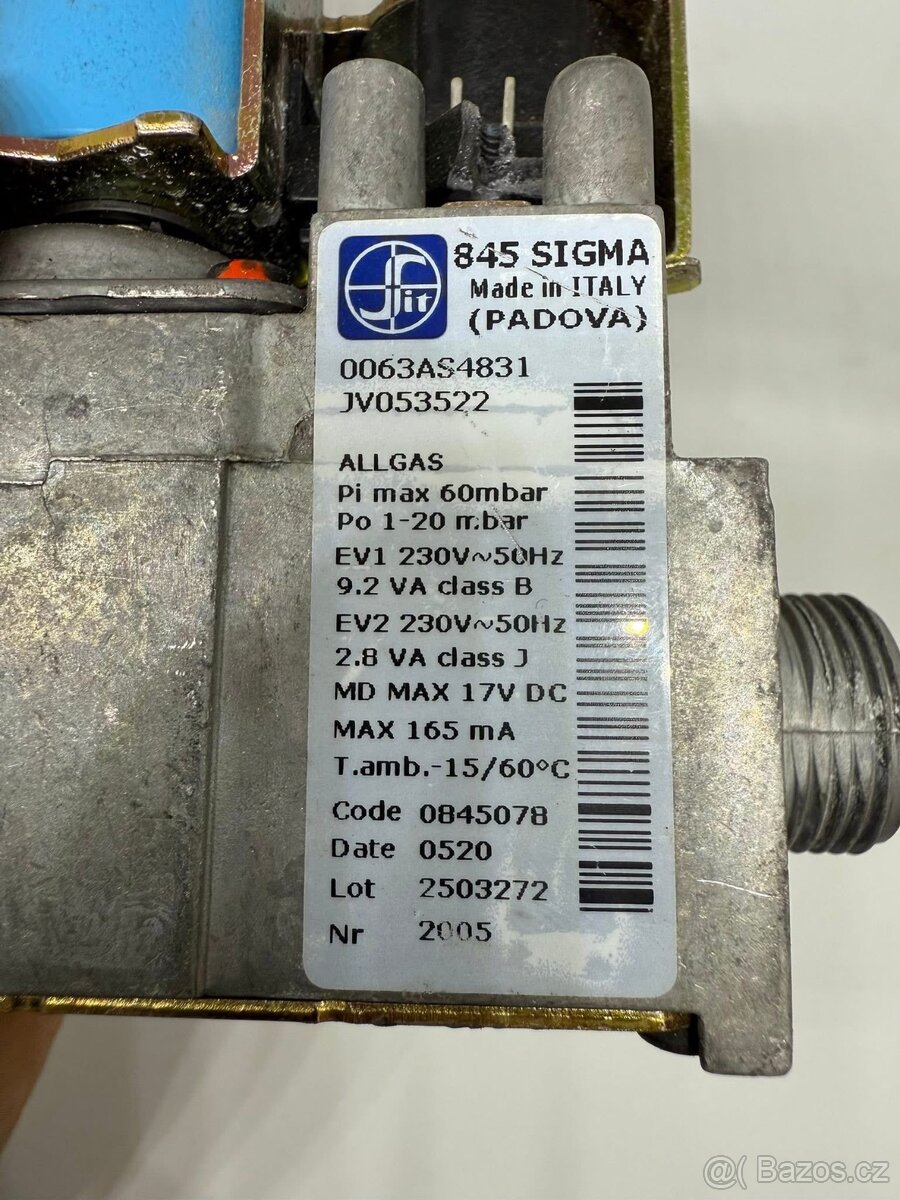 Sit
845 SIGMA
Made in ITALY
(PADOVA)
0063AS4831
JV053522
ALLGAS
Pi max 60mbar
Po 1-20 mbar
EV1 230V~50Hz
9.2 VA class B
EV2 230V~50Hz
2.8 VA class J
MD MAX 17V DC
MAX 165 mA
T.amb.-15/60°C
Code 0845078
Date 0520
Lot 2503272
Nr 2005
@( Bazos.cz